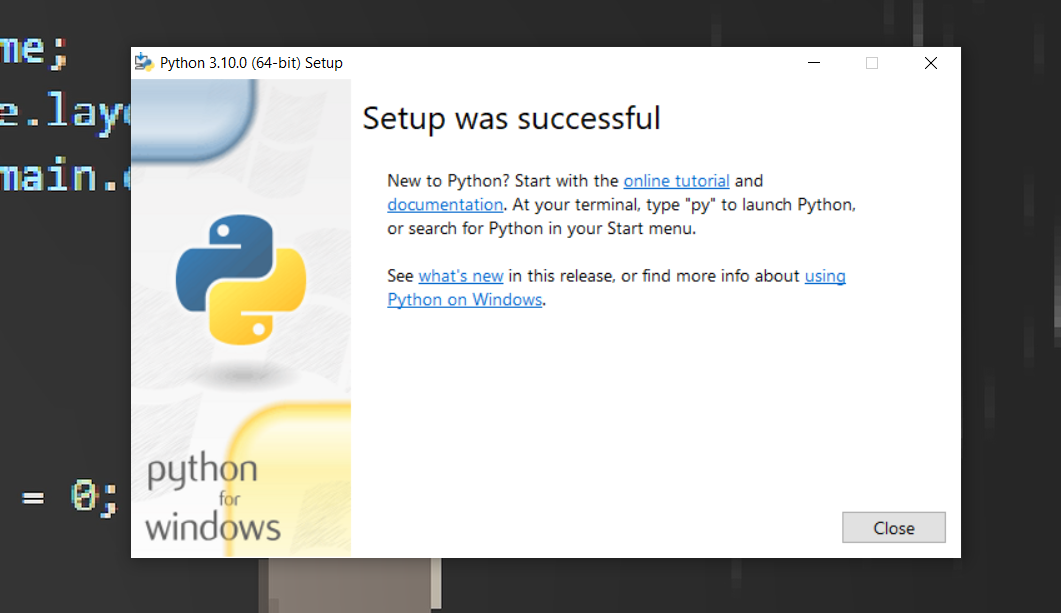 me;
e.lay
main.
= 0;
Python 3.10.0 (64-bit) Setup
Setup was successful
New to Python? Start with the online tutorial and
documentation. At your terminal, type "py" to launch Python,
or search for Python in your Start menu.
See what's new in this release, or find more info about using
Python on Windows.
python
for
windows
Close